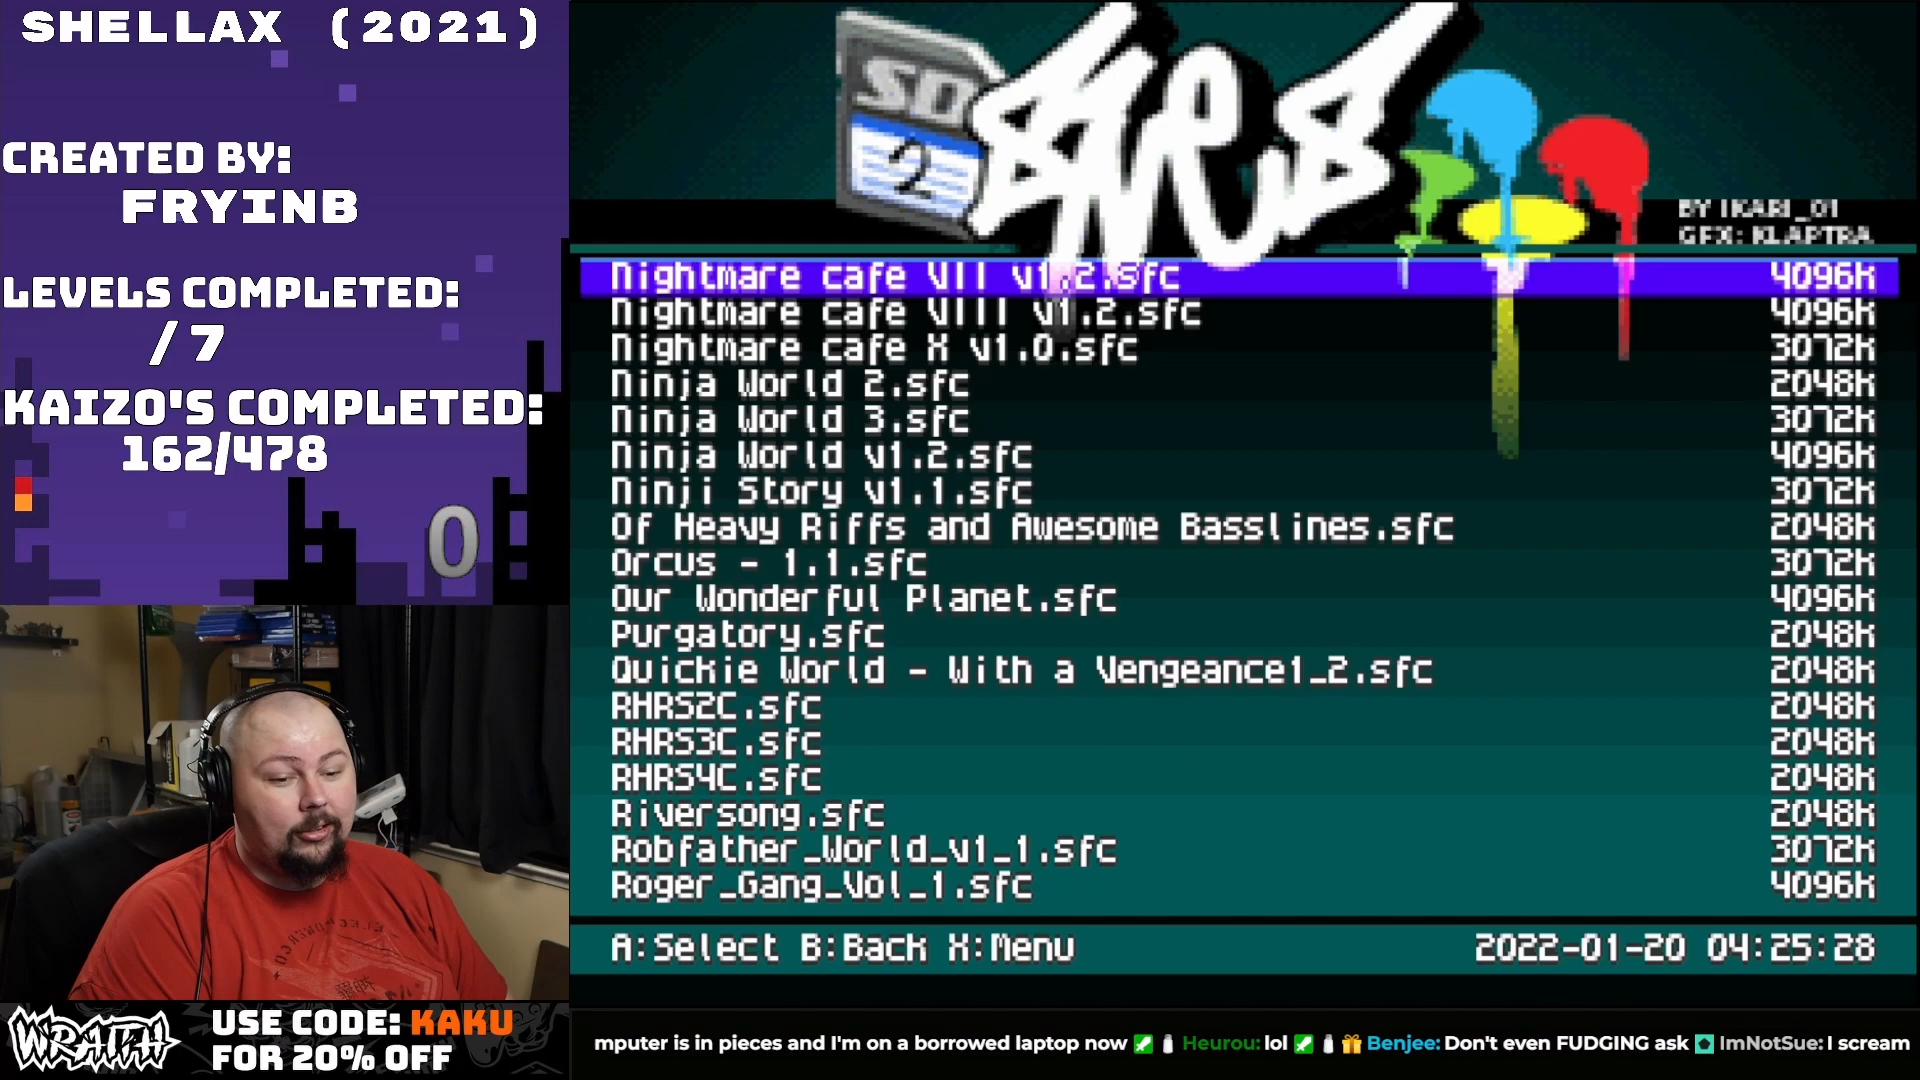 SHELLAX (2021)
CREATED BY:
FRYINB
LEVELS COMPLETED:
/7
KAIZO'S COMPLETED:
162/478
0
SD
2
SNES
BY IKARI_01
GFX: KLAPTRA
Nightmare cafe VII v1.2.sfc 4096K
Nightmare cafe VIII v1.2.sfc 4096K
Nightmare cafe X v1.0.sfc 3072K
Ninja World 2.sfc 2048K
Ninja World 3.sfc 3072K
Ninja World v1.2.sfc 4096K
Ninji Story v1.1.sfc 3072K
Of Heavy Riffs and Awesome Basslines.sfc 2048K
Orcus - 1.1.sfc 3072K
Our Wonderful Planet.sfc 4096K
Purgatory.sfc 2048K
Quickie World - With a Vengeance1_2.sfc 2048K
RHRS2C.sfc 2048K
RHRS3C.sfc 2048K
RHRS4C.sfc 2048K
Riversong.sfc 2048K
Robfather_World_v1_1.sfc 3072K
Roger_Gang_Vol_1.sfc 4096K
A:Select B:Back X:Menu 2022-01-20 04:25:28
WRATH
USE CODE: KAKU
FOR 20% OFF
mputer is in pieces and I'm on a borrowed laptop now Heurou: lol Benjee: Don't even FUDGING ask ImNotSue: I scream